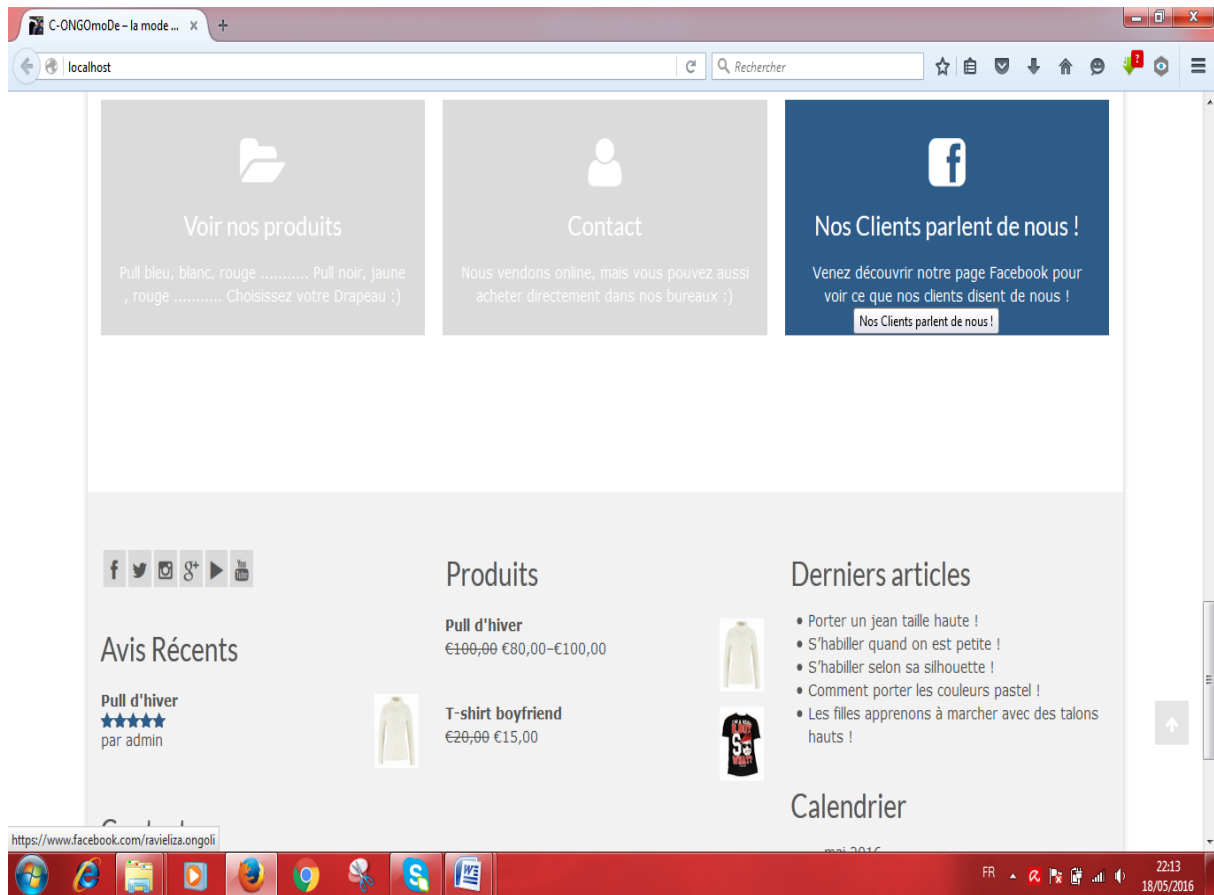 C-ONGOmoDe – la mode ...
localhost
Rechercher
Voir nos produits
Pull bleu, blanc, rouge .......... Pull noir, jaune
, rouge .......... Choisissez votre Drapeau :)
Contact
Nous vendons online, mais vous pouvez aussi
acheter directement dans nos bureaux :)
Nos Clients parlent de nous !
Venez découvrir notre page Facebook pour
voir ce que nos clients disent de nous !
Nos Clients parlent de nous !
Avis Récents
Pull d'hiver
par admin
Produits
Pull d'hiver
€100,00 €80,00–€100,00
T-shirt boyfriend
€20,00 €15,00
Derniers articles
• Porter un jean taille haute !
• S'habiller quand on est petite !
• S'habiller selon sa silhouette !
• Comment porter les couleurs pastel !
• Les filles apprenons à marcher avec des talons
hauts !
Calendrier
mai 2016
https://www.facebook.com/ravieliza.ongoli
FR
22:13
18/05/2016